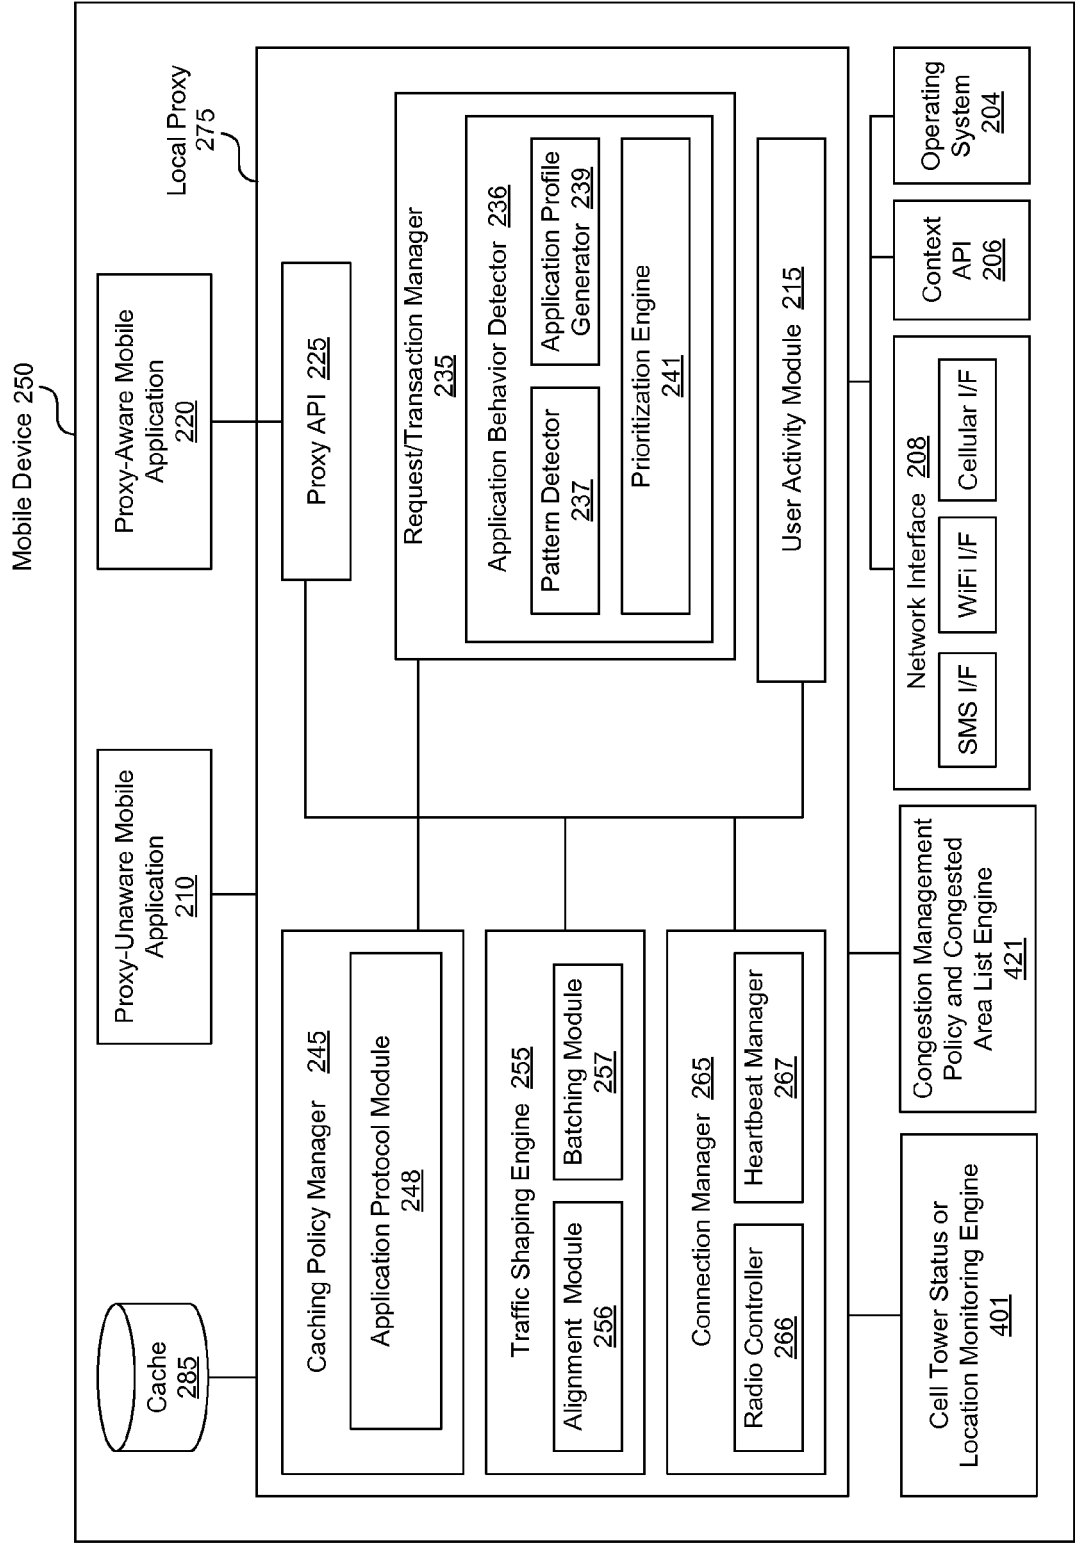 Mobile Device 250
Local Proxy
275
Cache
285
Proxy-Unaware Mobile
Application
210
Proxy-Aware Mobile
Application
220
Caching Policy Manager 245
Application Protocol Module
248
Traffic Shaping Engine 255
Alignment Module
256
Batching Module
257
Connection Manager 265
Radio Controller
266
Heartbeat Manager
267
Proxy API 225
Request/Transaction Manager
235
Application Behavior Detector 236
Pattern Detector
237
Application Profile
Generator 239
Prioritization Engine
241
User Activity Module 215
Cell Tower Status or
Location Monitoring Engine
401
Congestion Management
Policy and Congested
Area List Engine
421
Network Interface 208
SMS I/F
WiFi I/F
Cellular I/F
Context
API
206
Operating
System
204